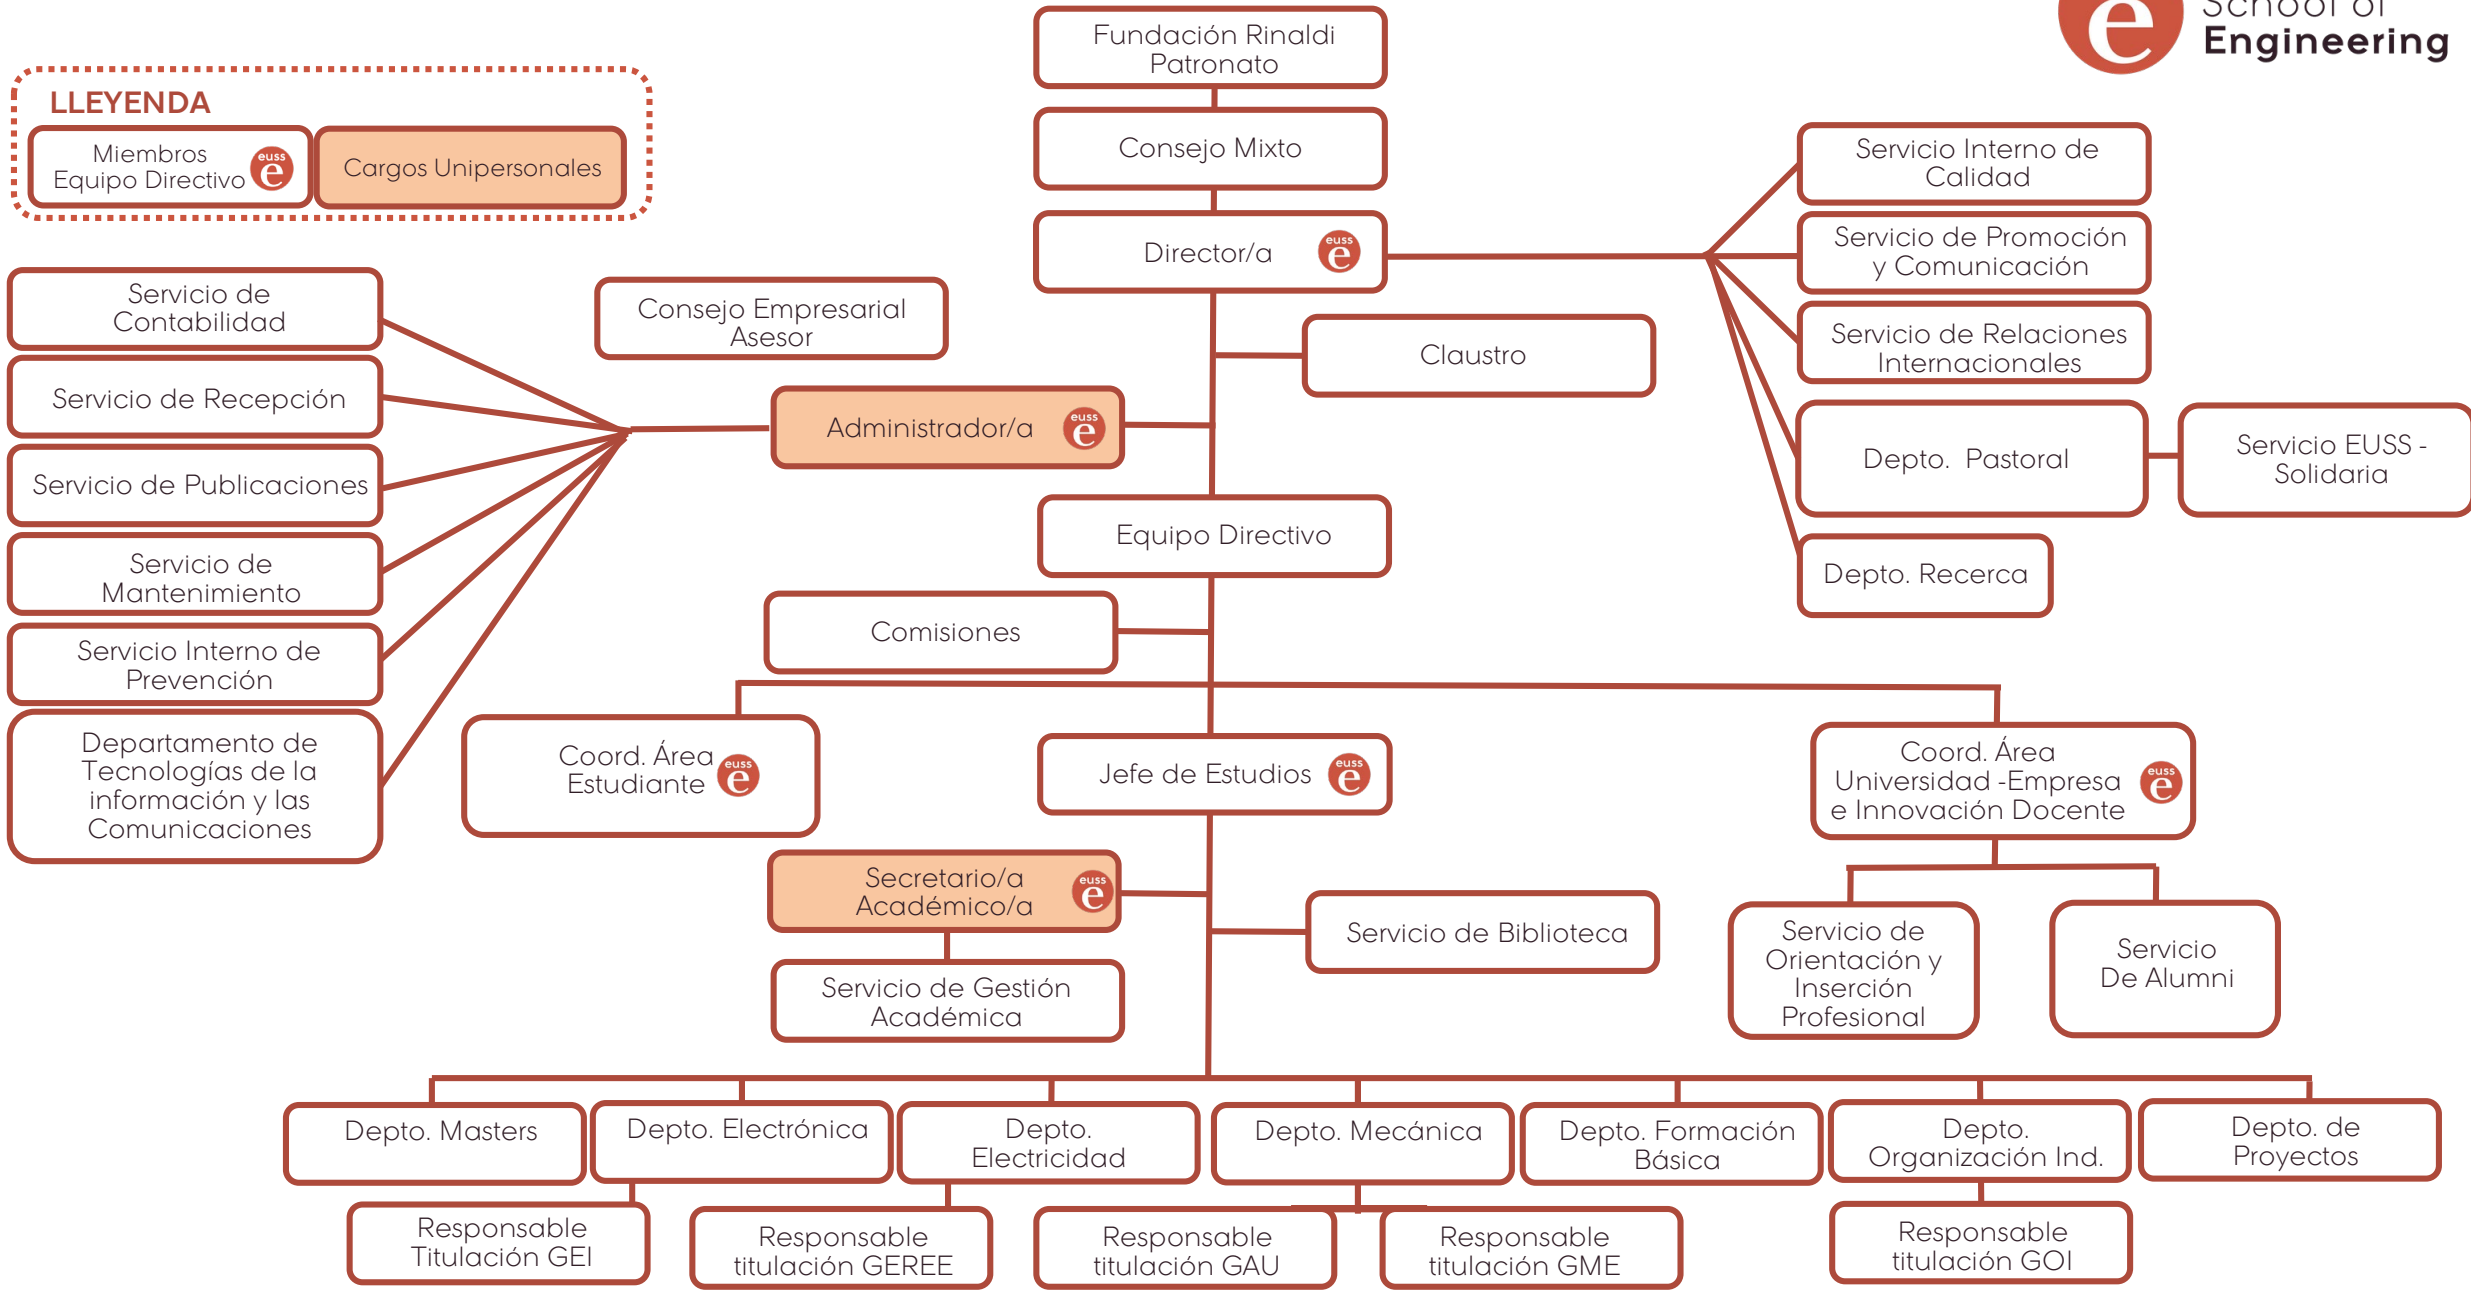 School of
Engineering
Fundación Rinaldi
Patronato
LLEYENDA
Miembros
Equipo Directivo
euss
e
Cargos Unipersonales
Consejo Mixto
Servicio Interno de
Calidad
Director/a
euss
e
Servicio de Promoción
y Comunicación
Servicio de
Contabilidad
Consejo Empresarial
Asesor
Servicio de Relaciones
Internacionales
Claustro
Servicio de Recepción
Administrador/a
euss
e
Depto. Pastoral
Servicio EUSS -
Solidaria
Servicio de Publicaciones
Equipo Directivo
Servicio de
Mantenimiento
Depto. Recerca
Comisiones
Servicio Interno de
Prevención
Departamento de
Tecnologías de la
información y las
Comunicaciones
Coord. Área
Estudiante
euss
e
Jefe de Estudios
euss
e
Coord. Área
Universidad -Empresa
e Innovación Docente
euss
e
Secretario/a
Académico/a
euss
e
Servicio de Biblioteca
Servicio de
Orientación y
Inserción
Profesional
Servicio
De Alumni
Servicio de Gestión
Académica
Depto. Masters
Depto. Electrónica
Depto.
Electricidad
Depto. Mecánica
Depto. Formación
Básica
Depto.
Organización Ind.
Depto. de
Proyectos
Responsable
Titulación GEI
Responsable
titulación GEREE
Responsable
titulación GAU
Responsable
titulación GME
Responsable
titulación GOI